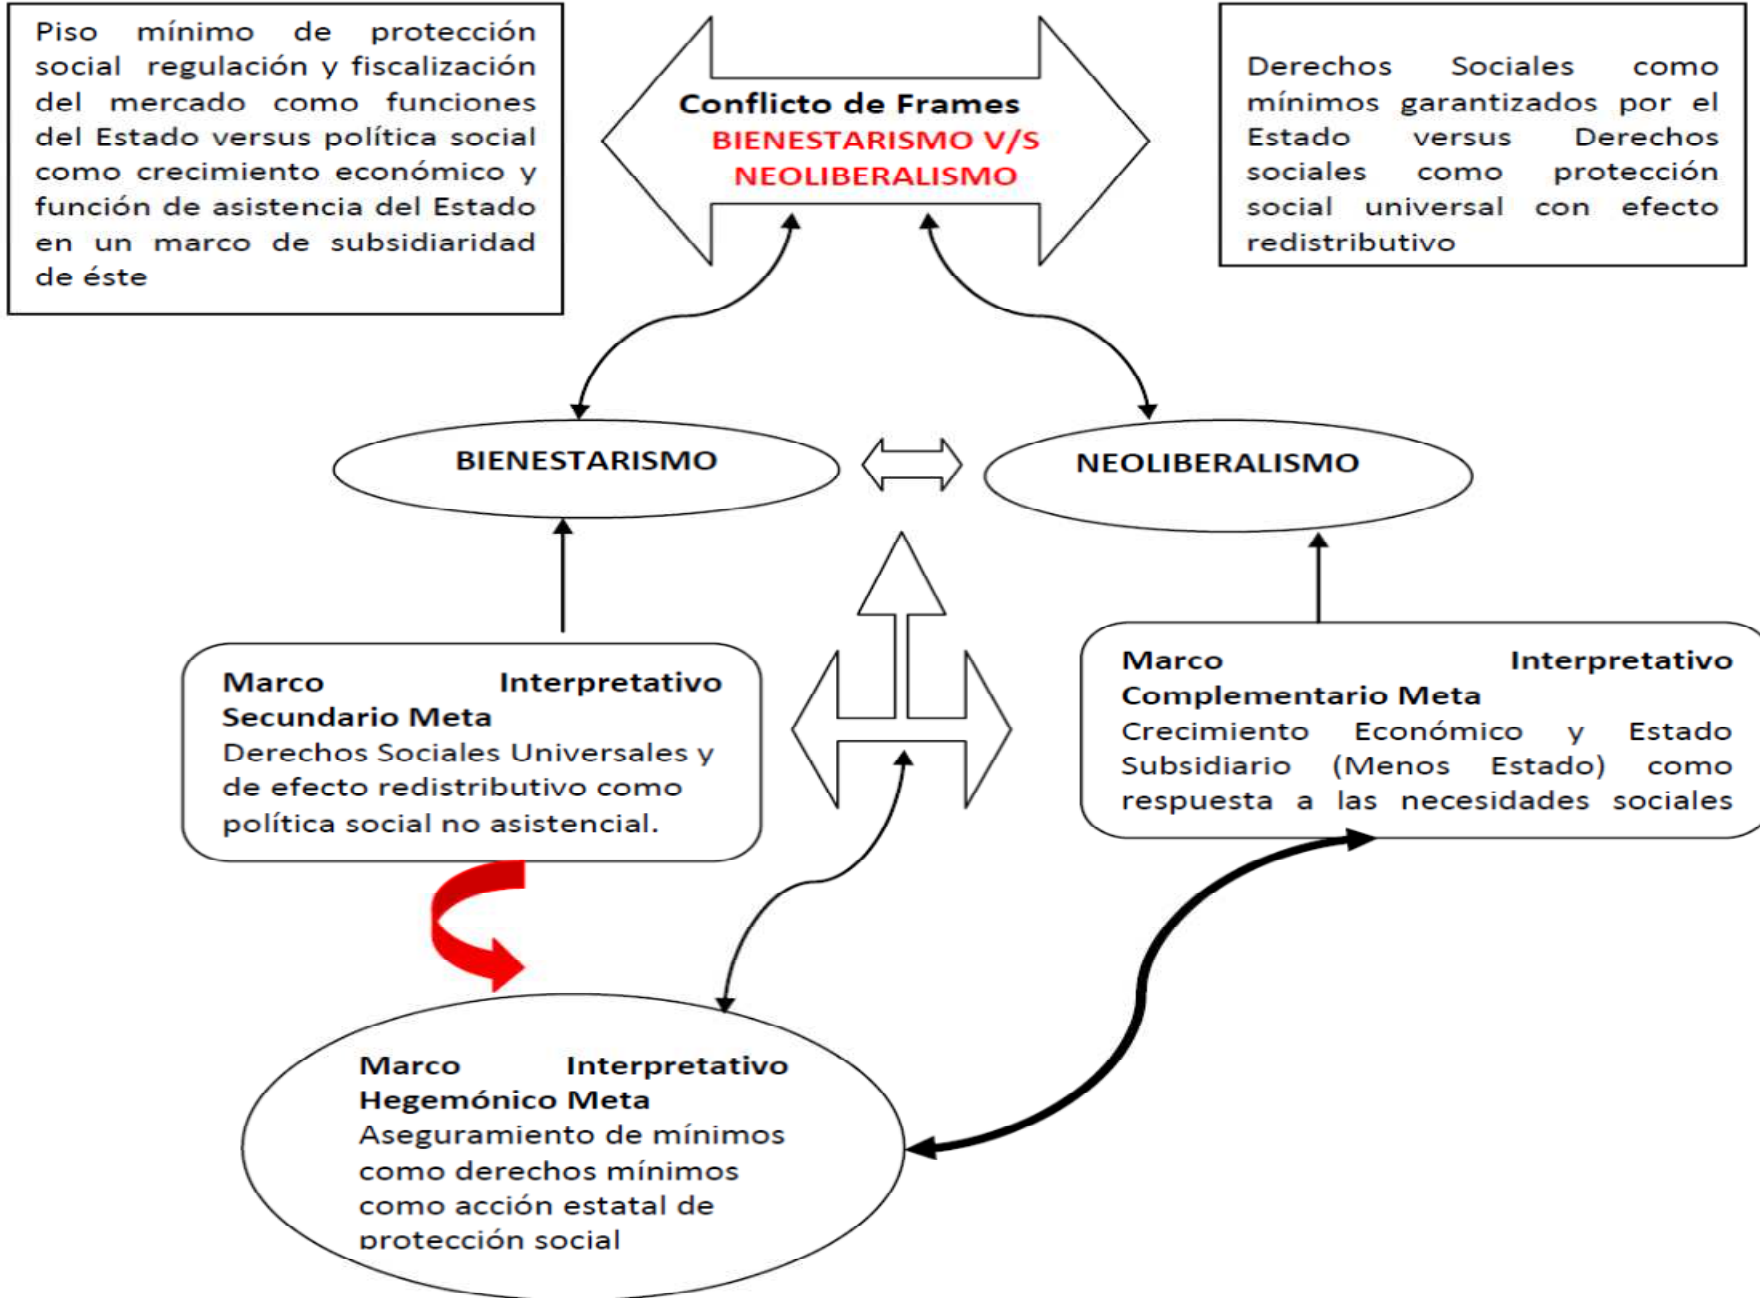 Piso mínimo de protección
social regulación y fiscalización
del mercado como funciones
del Estado versus política social
como crecimiento económico y
función de asistencia del Estado
en un marco de subsidiaridad
de éste
Conflicto de Frames
BIENESTARISMO V/S
NEOLIBERALISMO
Derechos Sociales como
mínimos garantizados por el
Estado versus Derechos
sociales como protección
social universal con efecto
redistributivo
BIENESTARISMO
NEOLIBERALISMO
Marco Interpretativo
Secundario Meta
Derechos Sociales Universales y
de efecto redistributivo como
política social no asistencial.
Marco Interpretativo
Complementario Meta
Crecimiento Económico y Estado
Subsidiario (Menos Estado) como
respuesta a las necesidades sociales
Marco Interpretativo
Hegemónico Meta
Aseguramiento de mínimos
como derechos mínimos
como acción estatal de
protección social